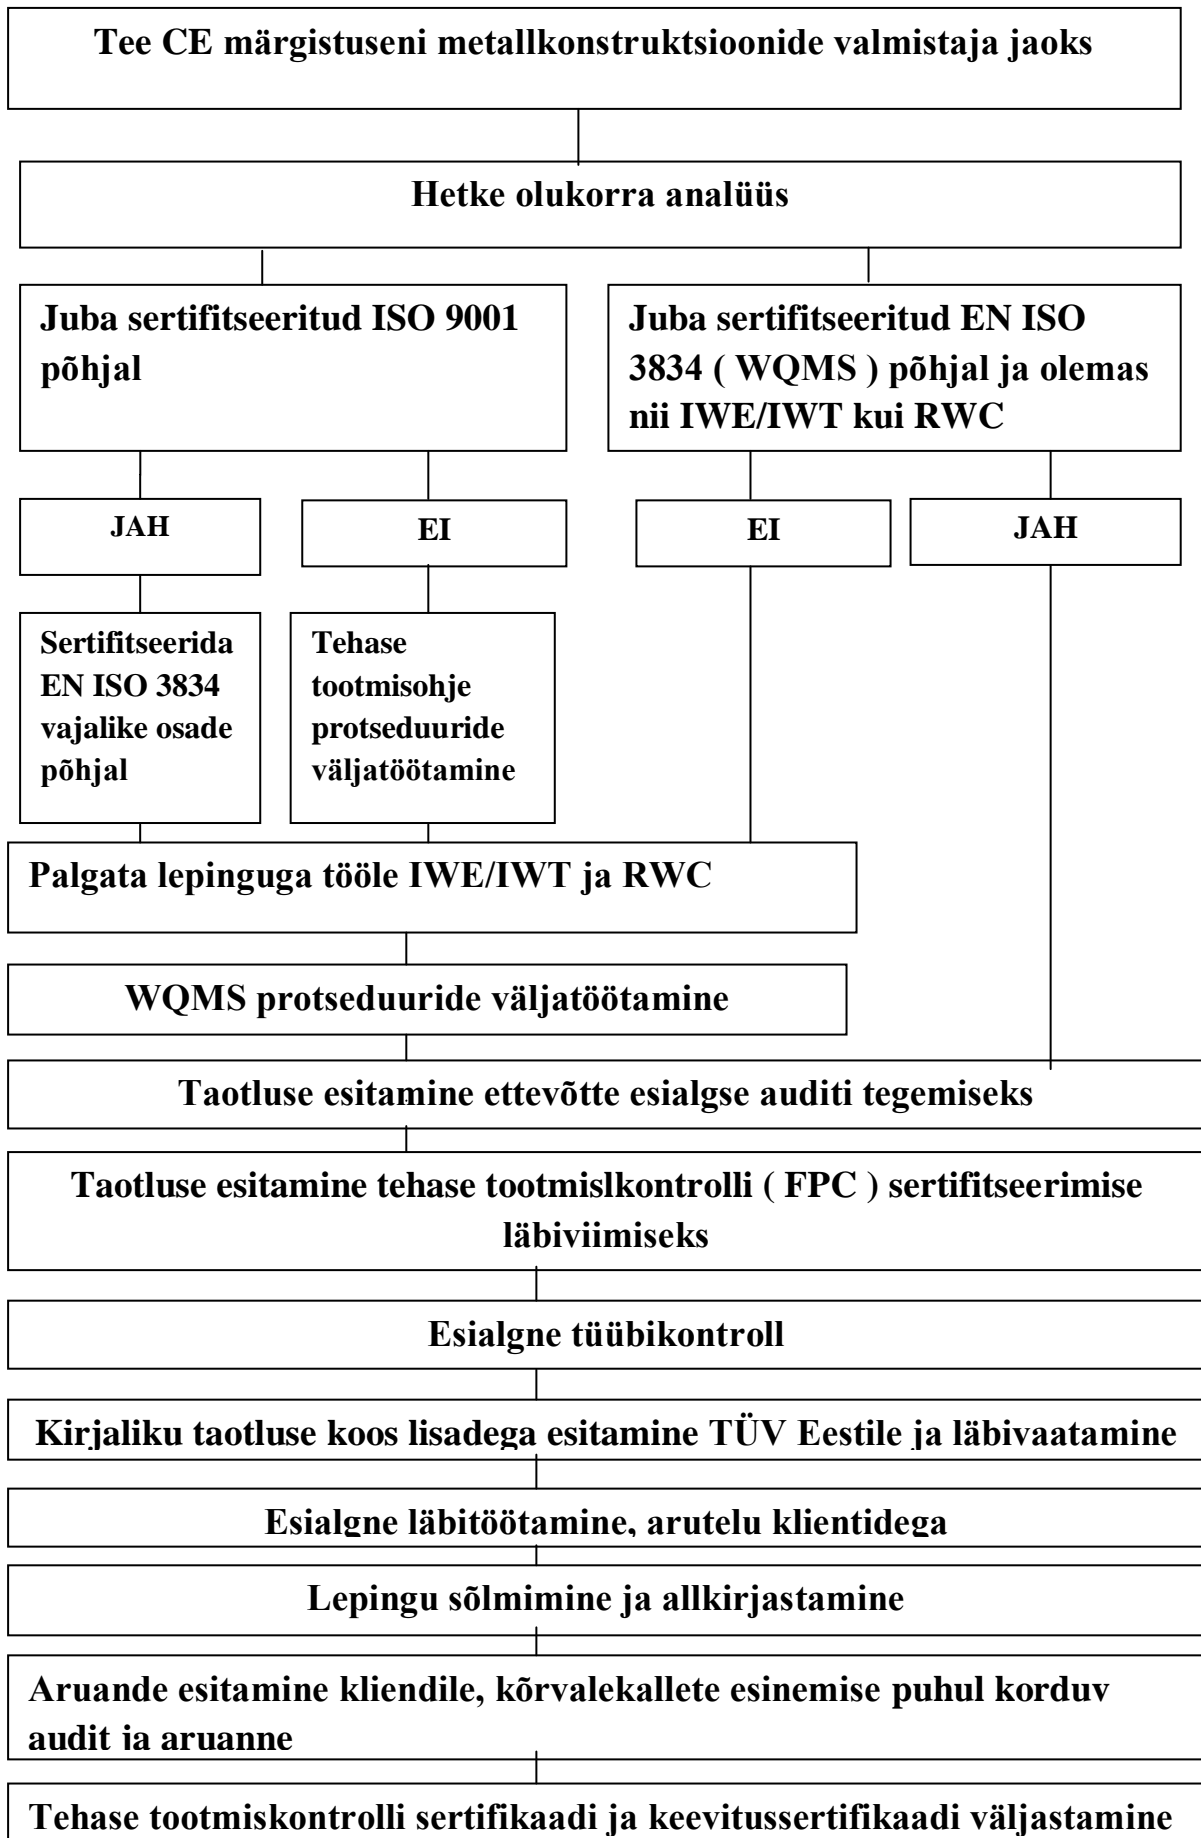 Tee CE märgistuseni metallkonstruktsioonide valmistaja jaoks
Hetke olukorra analüüs
Juba sertifitseeritud ISO 9001
põhjal
Juba sertifitseeritud EN ISO
3834 ( WQMS ) põhjal ja olemas
nii IWE/IWT kui RWC
JAH
EI
EI
JAH
Sertifitseerida
EN ISO 3834
vajalike osade
põhjal
Tehase
tootmisohje
protseduuride
väljatöötamine
Palgata lepinguga tööle IWE/IWT ja RWC
WQMS protseduuride väljatöötamine
Taotluse esitamine ettevõtte esialgse auditi tegemiseks
Taotluse esitamine tehase tootmislkontrolli ( FPC ) sertifitseerimise
läbiviimiseks
Esialgne tüübikontroll
Kirjaliku taotluse koos lisadega esitamine TÜV Eestile ja läbivaatamine
Esialgne läbitöötamine, arutelu klientidega
Lepingu sõlmimine ja allkirjastamine
Aruande esitamine kliendile, kõrvalekallete esinemise puhul korduv
audit ja aruanne
Tehase tootmiskontrolli sertifikaadi ja keevitussertifikaadi väljastamine